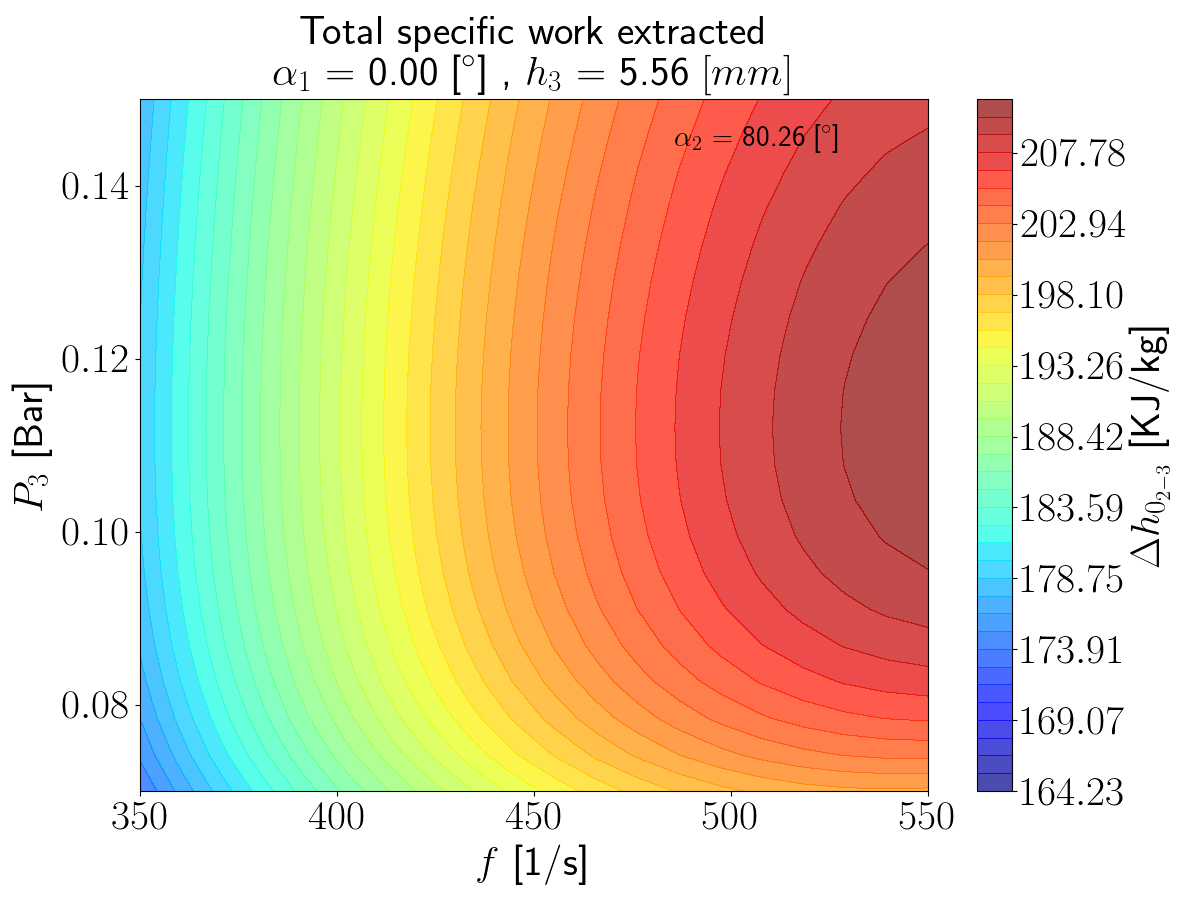 Total specific work extracted
α₁ = 0.00 [°] , h₃ = 5.56 [mm]
α₂ = 80.26 [°]
0.14
0.12
0.10
0.08
P₃ [Bar]
350 400 450 500 550
f [1/s]
207.78
202.94
198.10
193.26
188.42
183.59
178.75
173.91
169.07
164.23
Δh₀₂₋₃ [KJ/kg]